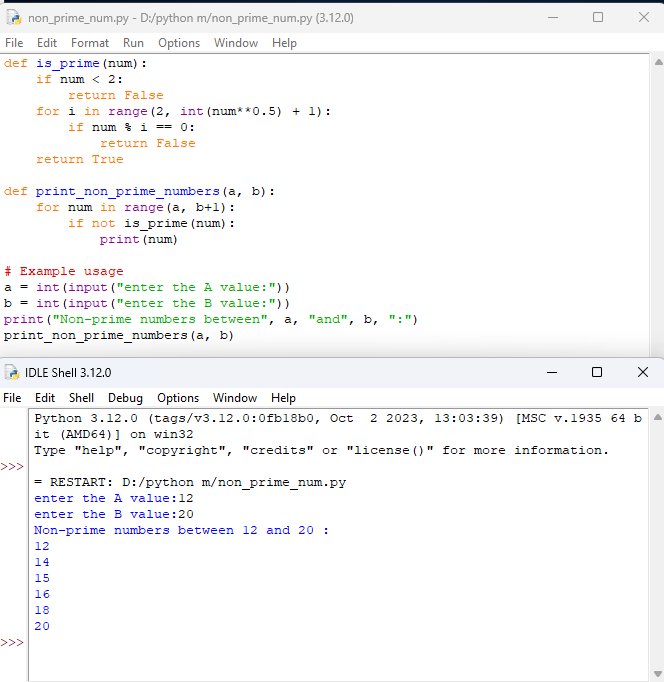 non_prime_num.py - D:/python m/non_prime_num.py (3.12.0)
File Edit Format Run Options Window Help
def is_prime(num):
    if num < 2:
        return False
    for i in range(2, int(num**0.5) + 1):
        if num % i == 0:
            return False
    return True

def print_non_prime_numbers(a, b):
    for num in range(a, b+1):
        if not is_prime(num):
            print(num)

# Example usage
a = int(input("enter the A value:"))
b = int(input("enter the B value:"))
print("Non-prime numbers between", a, "and", b, ":")
print_non_prime_numbers(a, b)
IDLE Shell 3.12.0
File Edit Shell Debug Options Window Help
Python 3.12.0 (tags/v3.12.0:0fb18b0, Oct  2 2023, 13:03:39) [MSC v.1935 64 b
it (AMD64)] on win32
Type "help", "copyright", "credits" or "license()" for more information.
>>>
= RESTART: D:/python m/non_prime_num.py
enter the A value:12
enter the B value:20
Non-prime numbers between 12 and 20 :
12
14
15
16
18
20
>>>